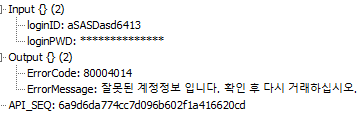 Input {} (2)
loginID: aSASDasd6413
loginPWD: **************
Output {} (2)
ErrorCode: 80004014
ErrorMessage: 잘못된 계정정보 입니다. 확인 후 다시 거래하십시오.
API_SEQ: 6a9d6da774cc7d096b602f1a416620cd